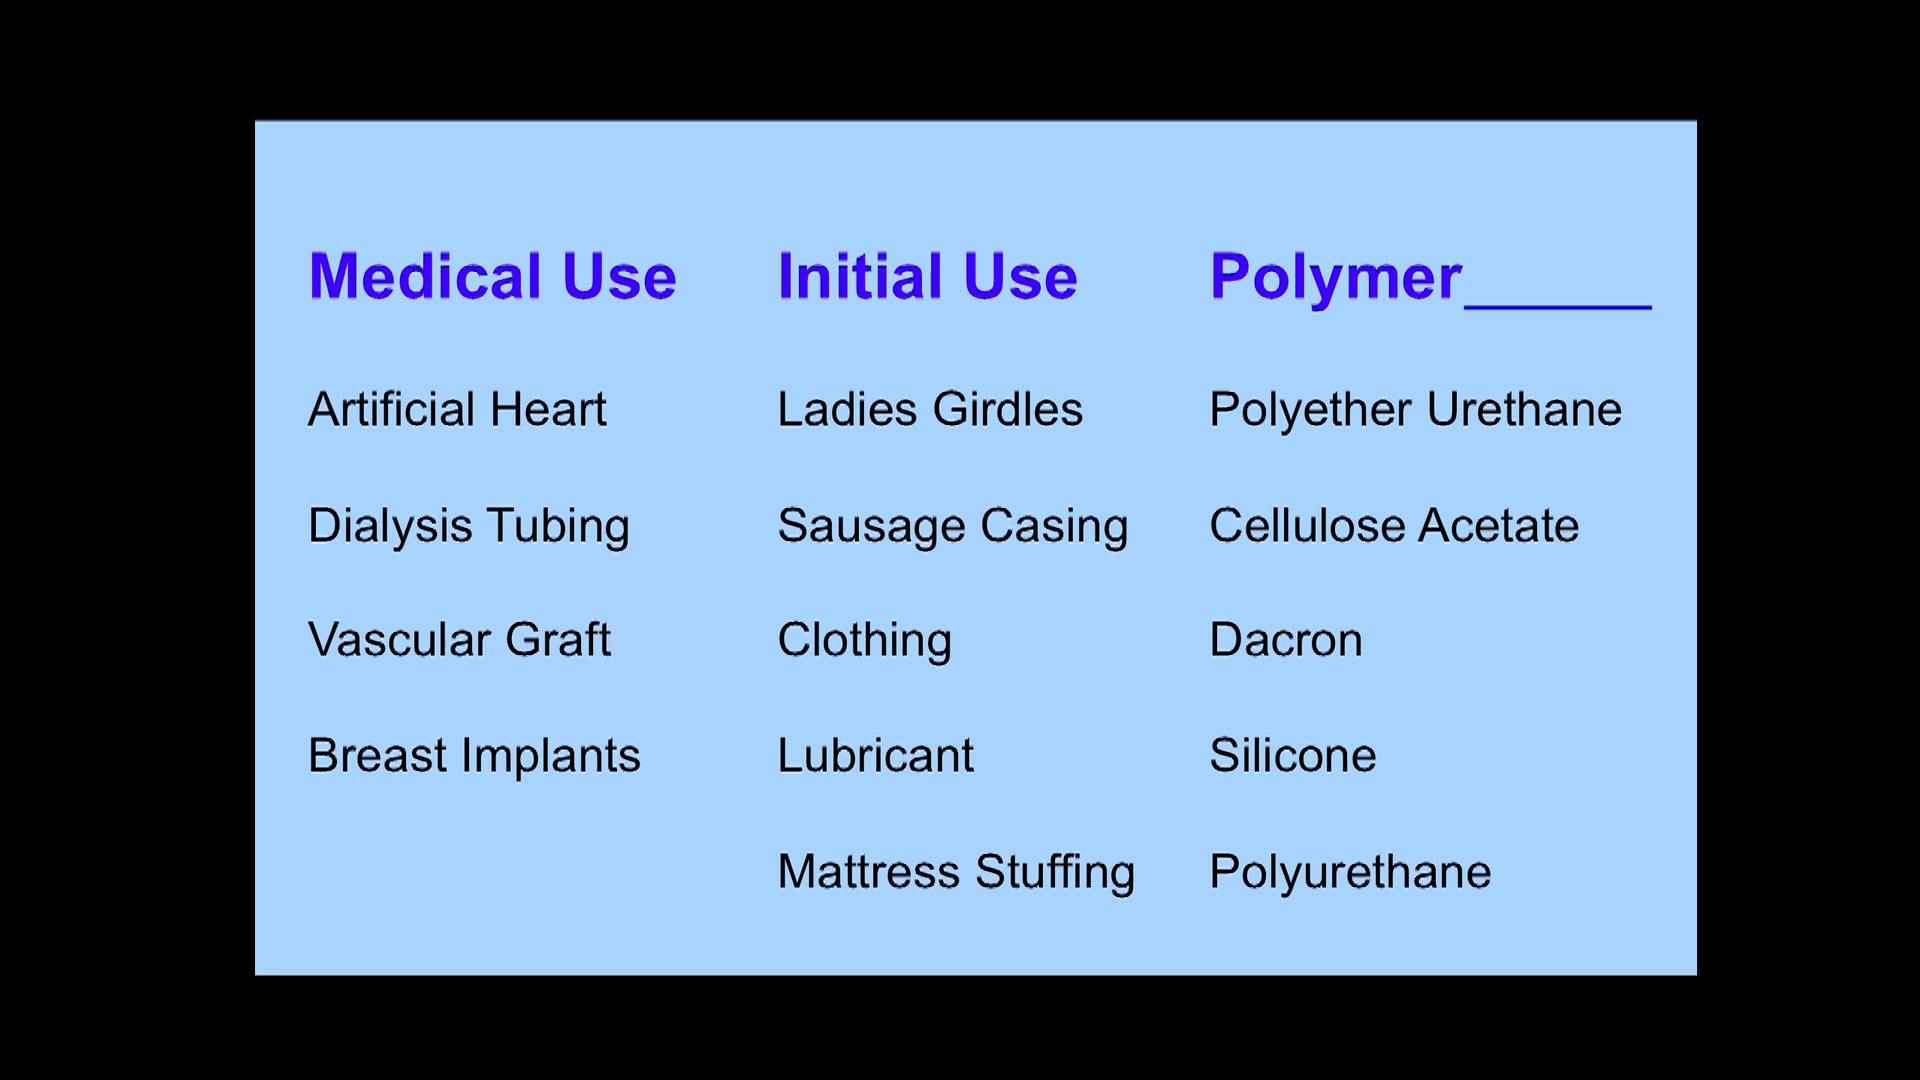 Medical Use Initial Use Polymer_____
Artificial Heart Ladies Girdles Polyether Urethane
Dialysis Tubing Sausage Casing Cellulose Acetate
Vascular Graft Clothing Dacron
Breast Implants Lubricant Silicone
Mattress Stuffing Polyurethane